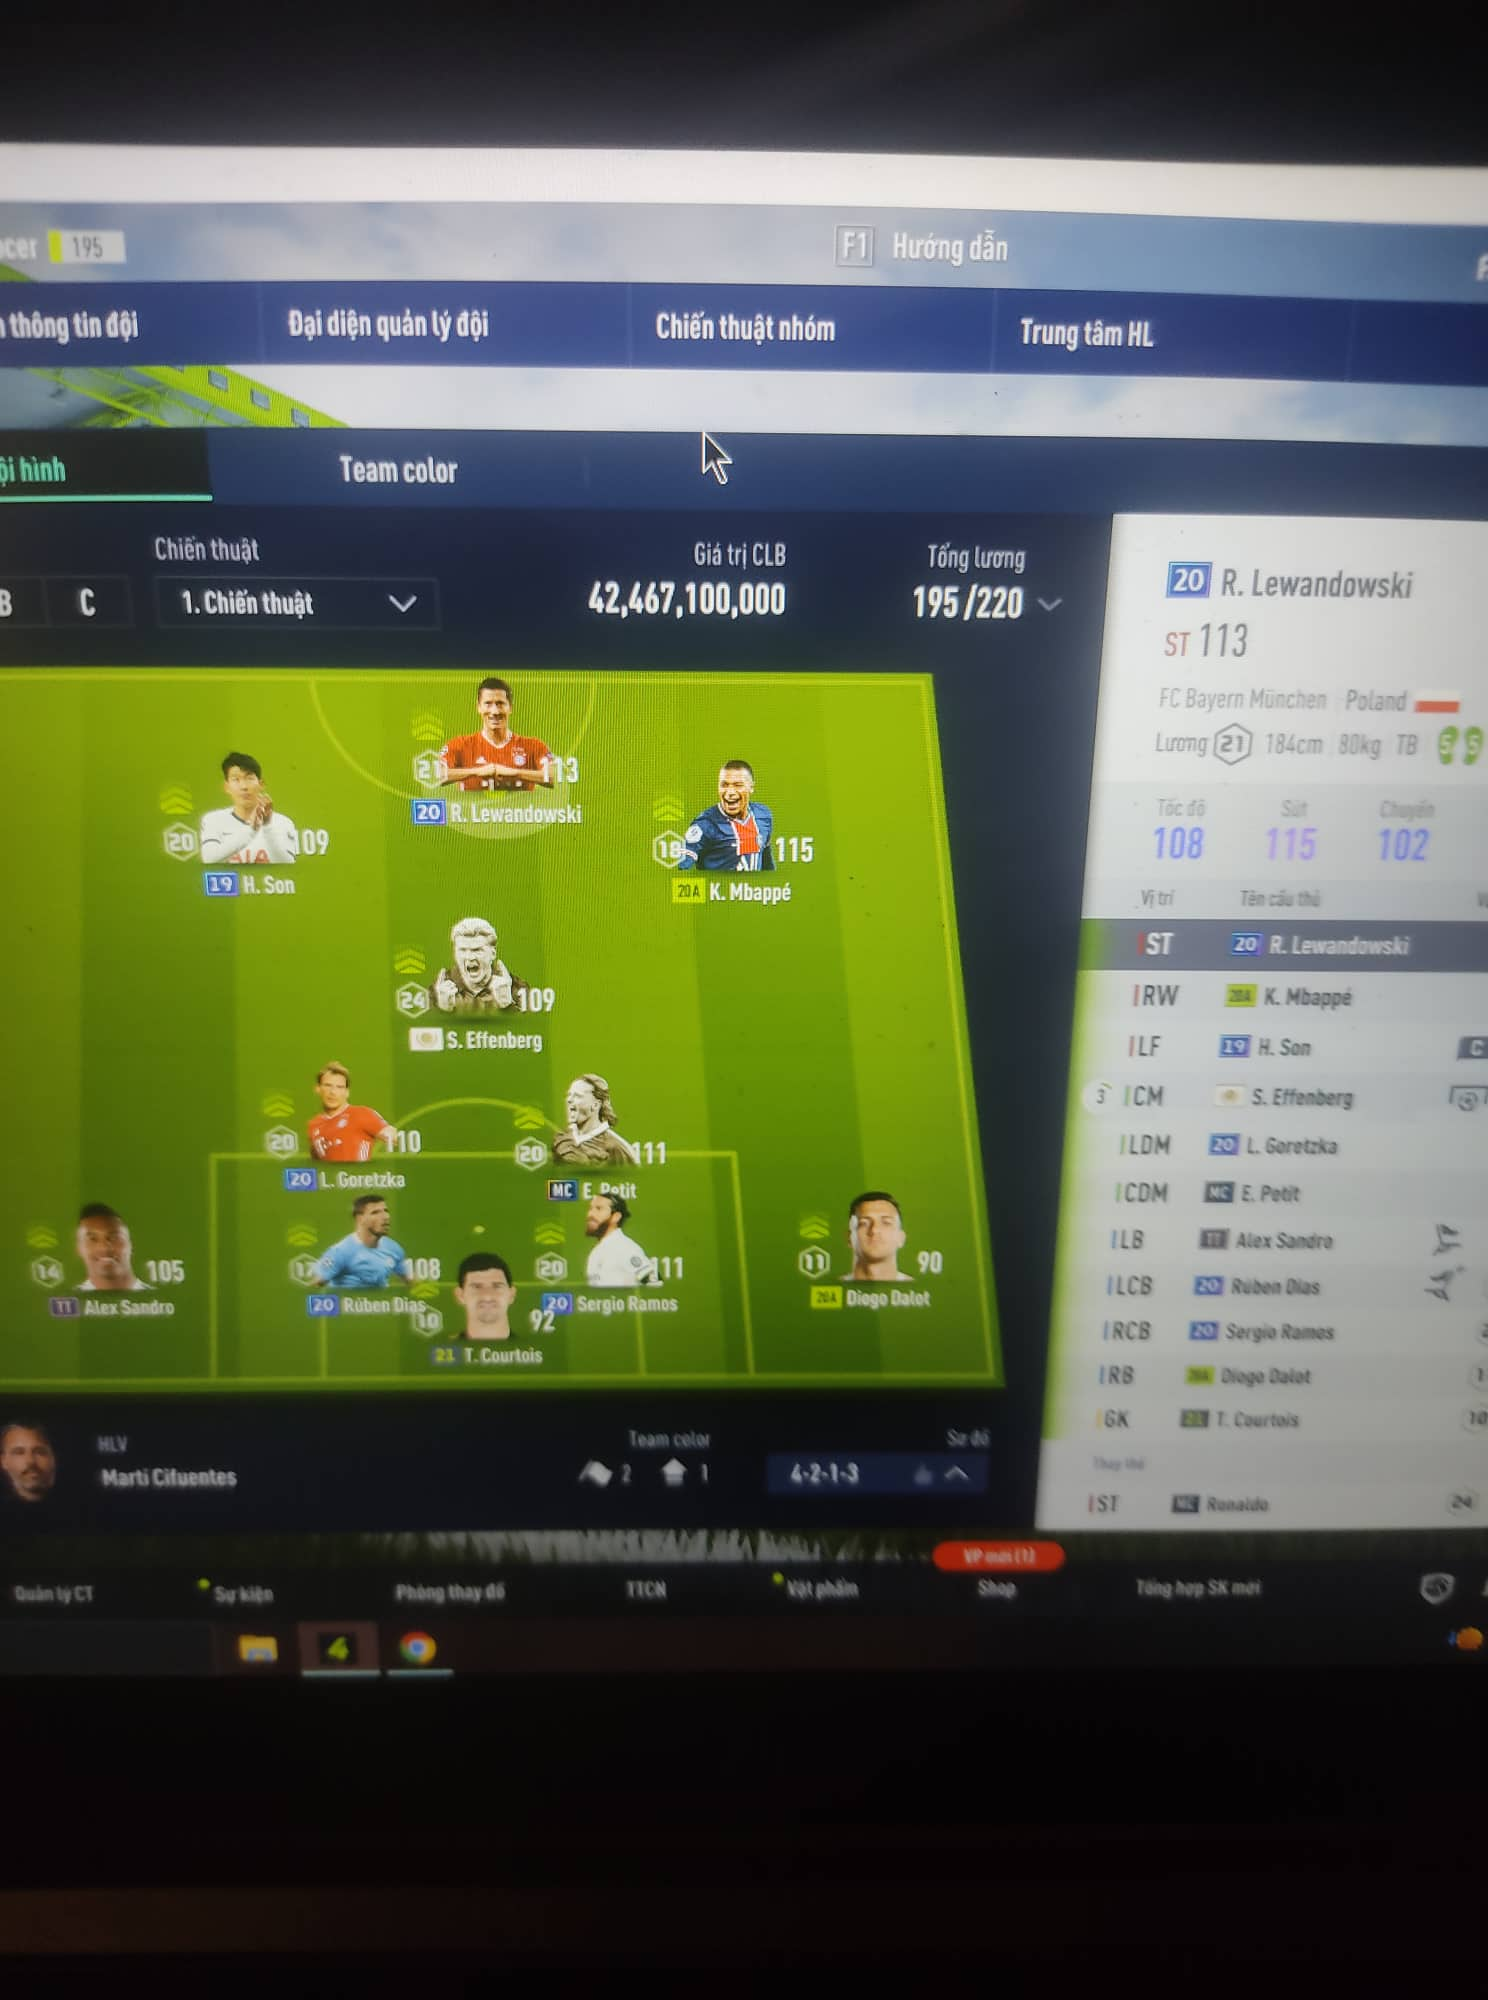 195
F1 Hướng dẫn
thông tin đội
Đại diện quản lý đội
Chiến thuật nhóm
Trung tâm HL
ội hình
Team color
B
C
Chiến thuật
1. Chiến thuật
Giá trị CLB
42,467,100,000
Tổng lương
195/220
21 113
20 R. Lewandowski
20 109
AIA
19 H. Son
18 115
20A K. Mbappé
24 109
S. Effenberg
20 110
20 L. Goretzka
20 111
MC E. Petit
14 105
TT Alex Sandro
17 108
20 Rúben Dias
20 111
20 Sergio Ramos
11 90
20A Diogo Dalot
10 92
21 T. Courtois
HLV
Marti Cifuentes
Team color
2
1
Sơ đồ
4-2-1-3
20 R. Lewandowski
ST 113
FC Bayern München Poland
Lương 21 184cm 80kg TB 5 5
Tốc độ Sút Chuyền
108 115 102
Vị trí Tên cầu thủ
ST 20 R. Lewandowski
RW 20A K. Mbappé
LF 19 H. Son C
3 CM S. Effenberg
LDM 20 L. Goretzka
CDM MC E. Petit
LB TT Alex Sandro
LCB 20 Rúben Dias
RCB 20 Sergio Ramos
RB 20A Diogo Dalot
GK 21 T. Courtois 10
Thay thế
ST MC Ronaldo 24
VP mới (1)
Quản lý CT
Sự kiện
Phòng thay đồ
TTCN
Vật phẩm
Shop
Tổng hợp SK mới